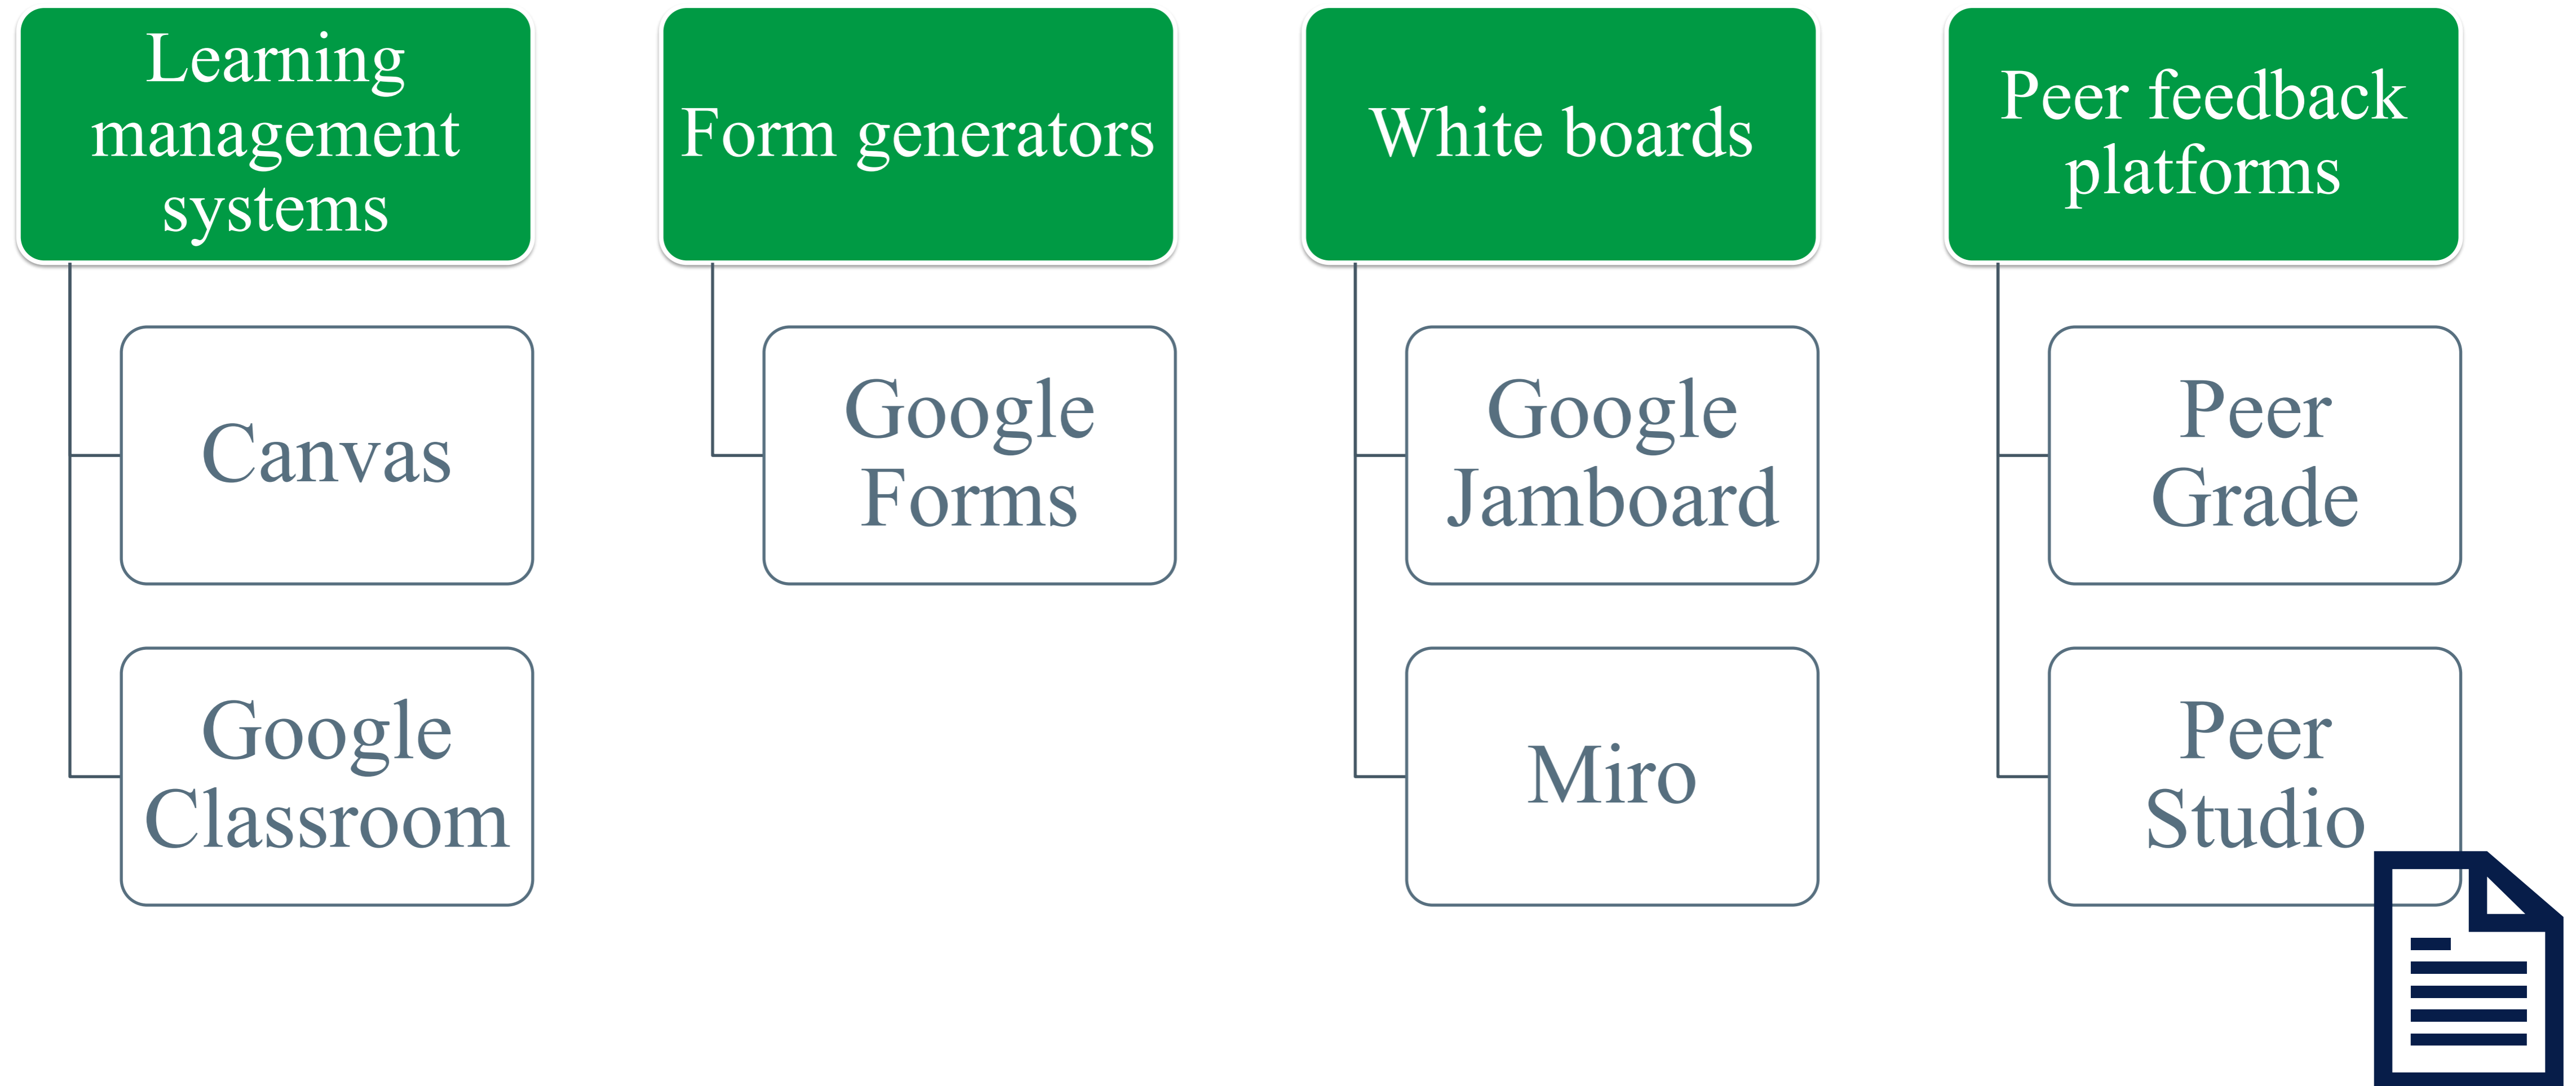 Learning
management
systems
Canvas
Google
Classroom
Form generators
Google
Forms
White boards
Google
Jamboard
Miro
Peer feedback
platforms
Peer
Grade
Peer
Studio